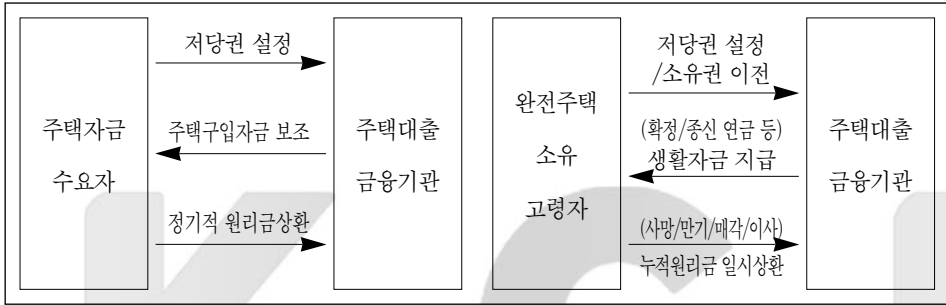 주택자금
수요자
저당권 설정
주택구입자금 보조
정기적 원리금상환
주택대출
금융기관
완전주택
소유
고령자
저당권 설정
/소유권 이전
(확정/종신 연금 등)
생활자금 지급
(사망/만기/매각/이사)
누적원리금 일시상환
주택대출
금융기관